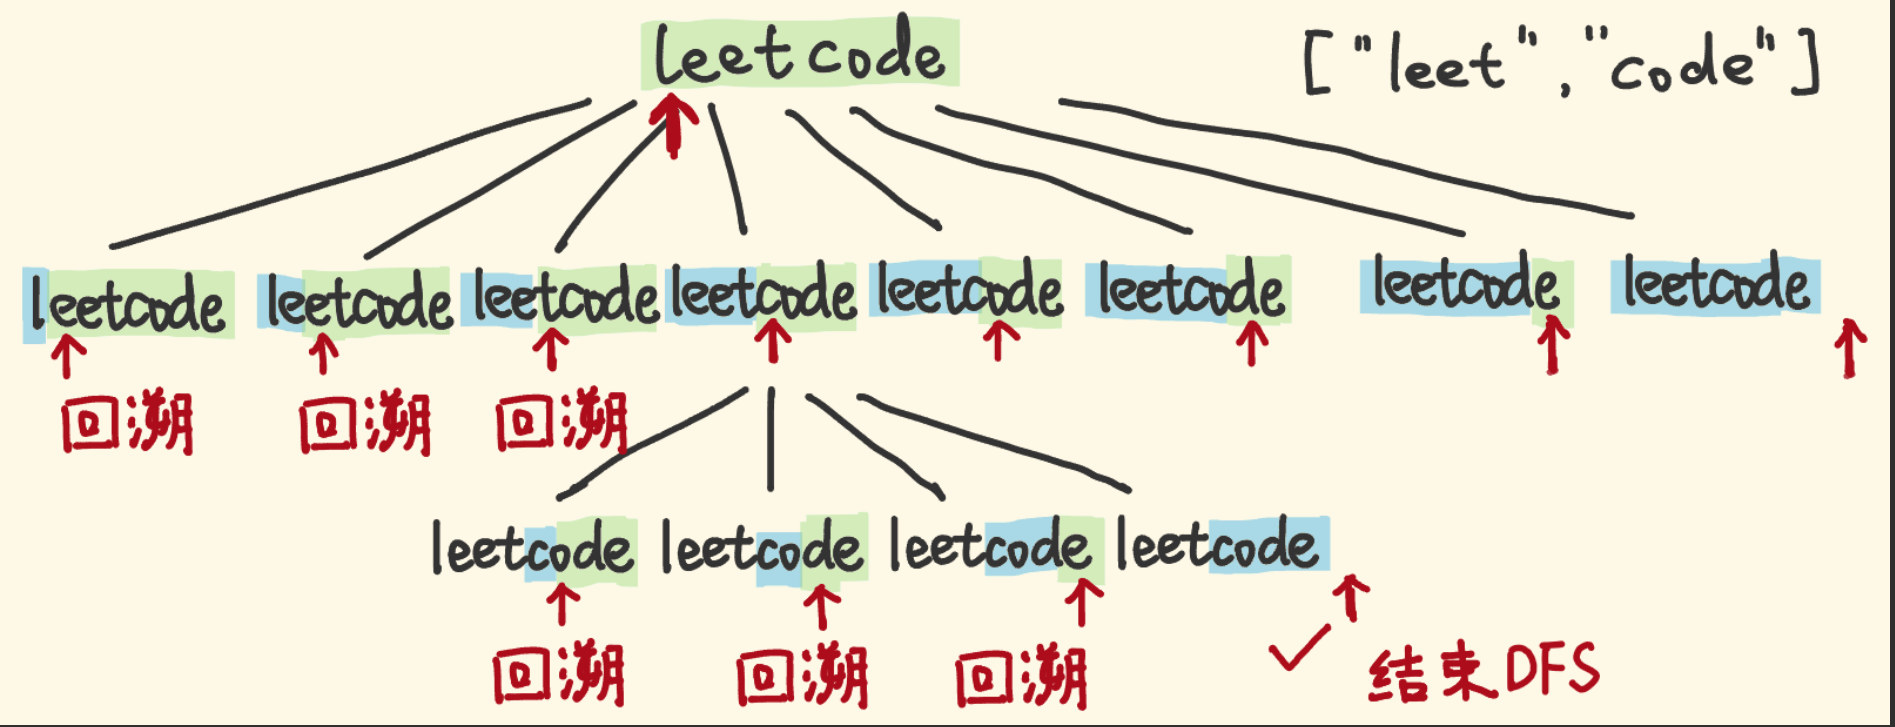 leetcode ["leet", "code"]
leetcode leetcode leetcode leetcode leetcode leetcode leetcode leetcode
回溯 回溯 回溯
leetcode leetcode leetcode leetcode
回溯 回溯 回溯 结束DFS